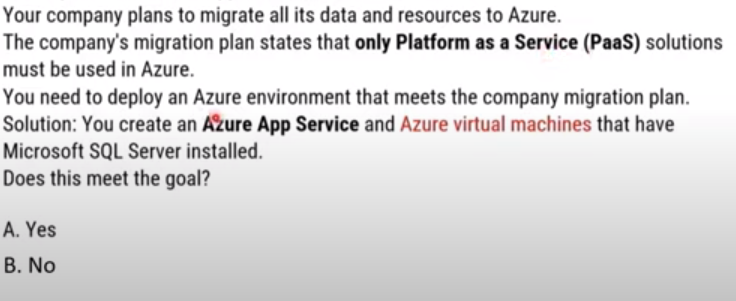 Your company plans to migrate all its data and resources to Azure.
The company's migration plan states that only Platform as a Service (PaaS) solutions
must be used in Azure.
You need to deploy an Azure environment that meets the company migration plan.
Solution: You create an Azure App Service and Azure virtual machines that have
Microsoft SQL Server installed.
Does this meet the goal?
A. Yes
B. No